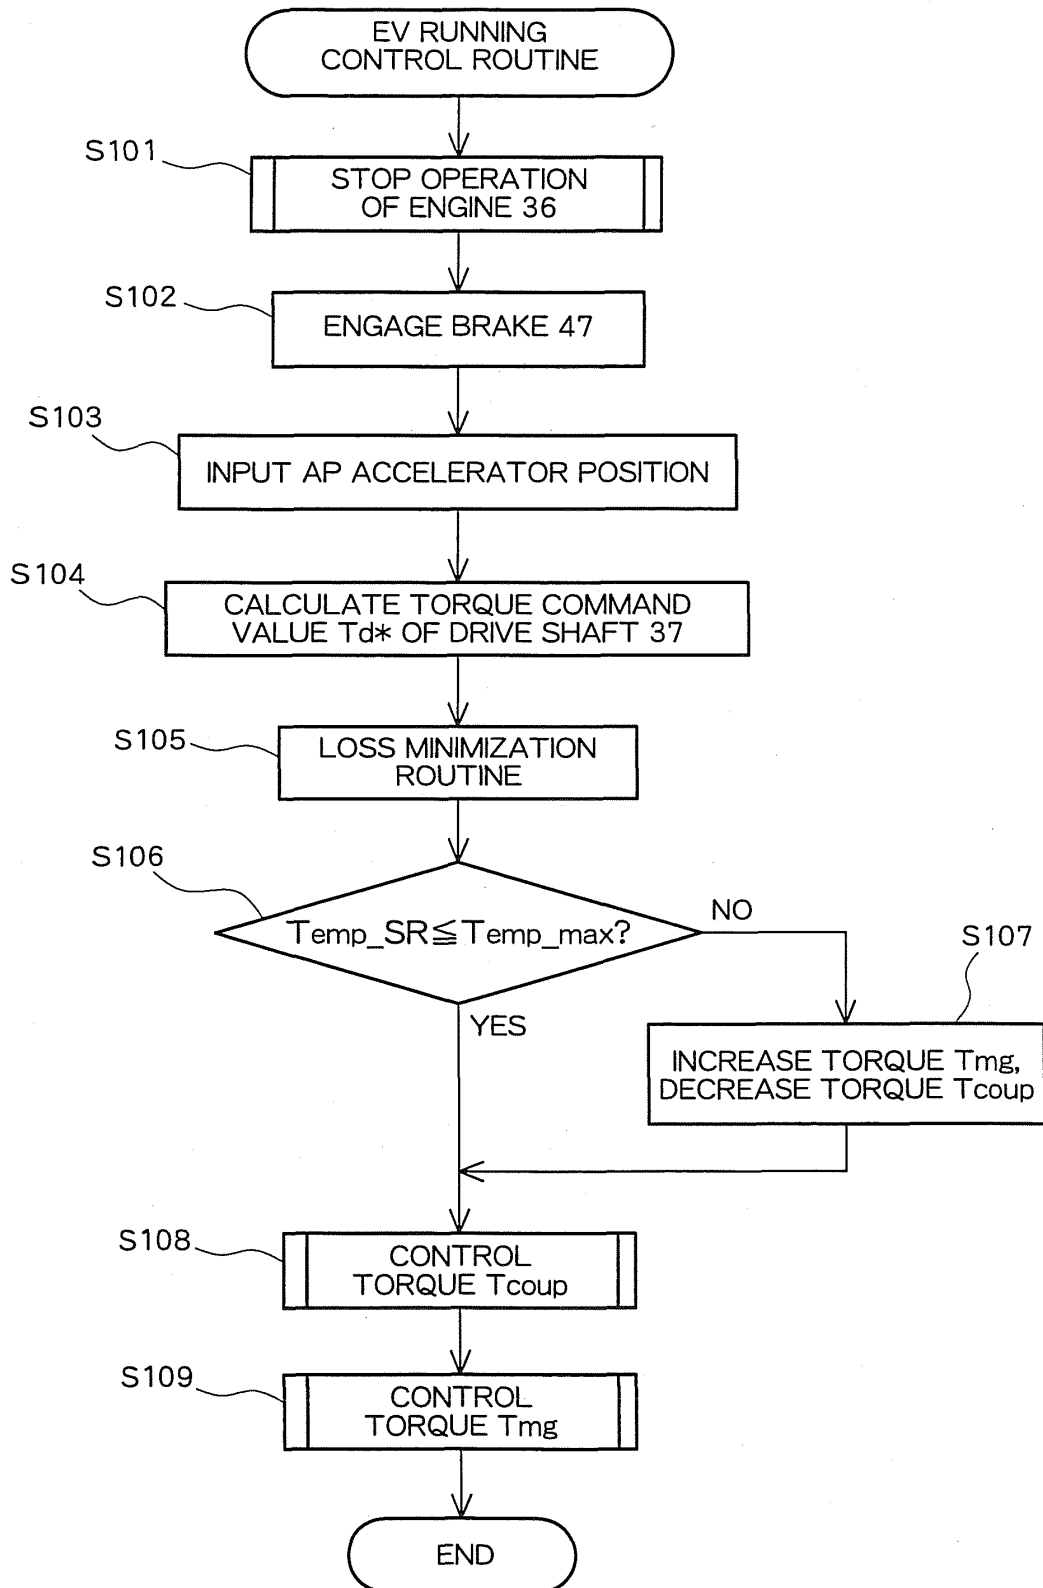 EV RUNNING
CONTROL ROUTINE
S101
STOP OPERATION
OF ENGINE 36
S102
ENGAGE BRAKE 47
S103
INPUT AP ACCELERATOR POSITION
S104
CALCULATE TORQUE COMMAND
VALUE Td* OF DRIVE SHAFT 37
S105
LOSS MINIMIZATION
ROUTINE
S106
Temp_SR≦Temp_max?
NO
YES
S107
INCREASE TORQUE Tmg,
DECREASE TORQUE Tcoup
S108
CONTROL
TORQUE Tcoup
S109
CONTROL
TORQUE Tmg
END